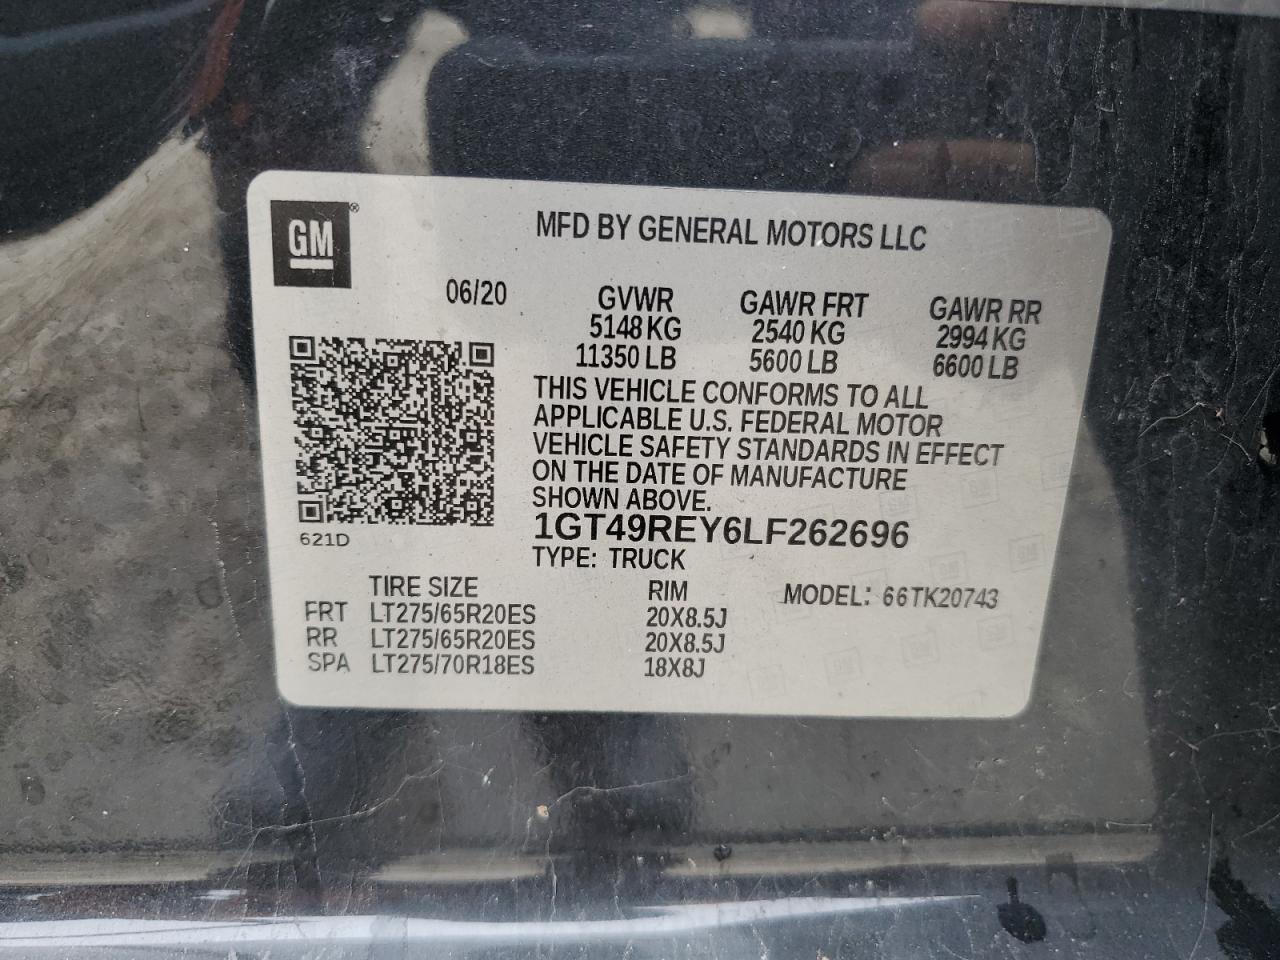 GM®
MFD BY GENERAL MOTORS LLC
06/20
GVWR GAWR FRT GAWR RR
5148 KG 2540 KG 2994 KG
11350 LB 5600 LB 6600 LB
THIS VEHICLE CONFORMS TO ALL
APPLICABLE U.S. FEDERAL MOTOR
VEHICLE SAFETY STANDARDS IN EFFECT
ON THE DATE OF MANUFACTURE
SHOWN ABOVE.
1GT49REY6LF262696
621D
TYPE: TRUCK
TIRE SIZE RIM MODEL: 66TK20743
FRT LT275/65R20ES 20X8.5J
RR LT275/65R20ES 20X8.5J
SPA LT275/70R18ES 18X8J